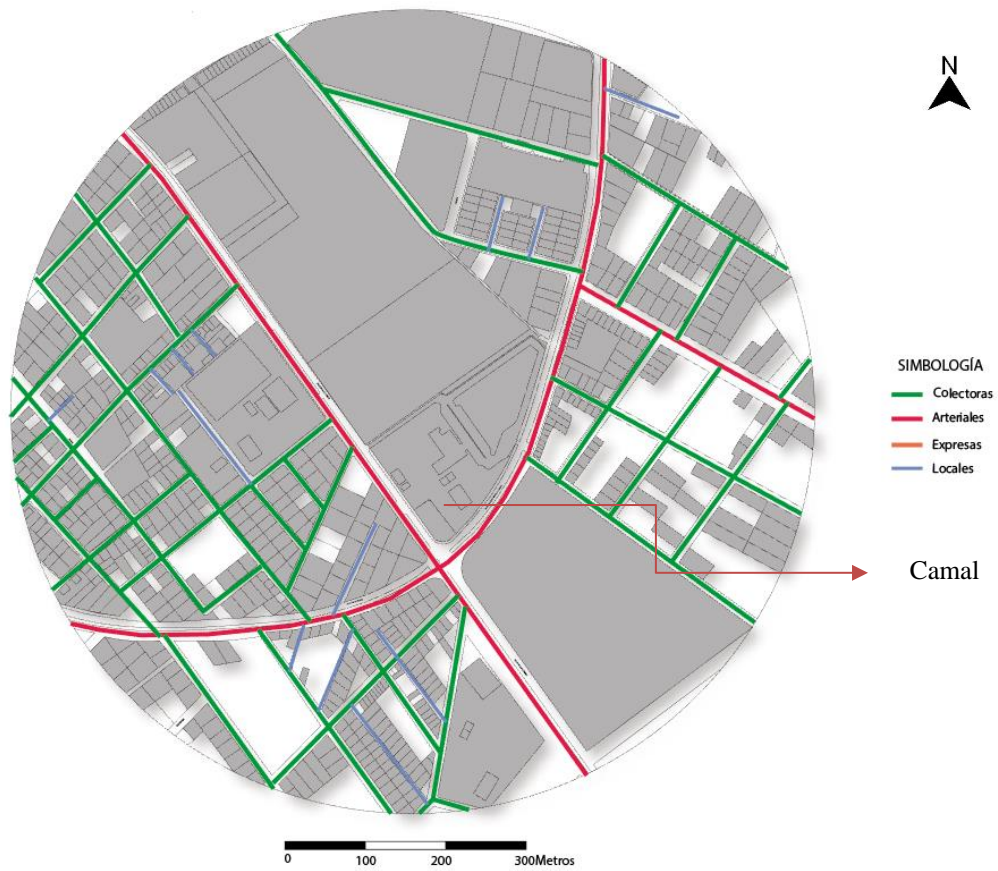 N
SIMBOLOGÍA
Colectoras
Arteriales
Expresas
Locales
Camal
0 100 200 300Metros